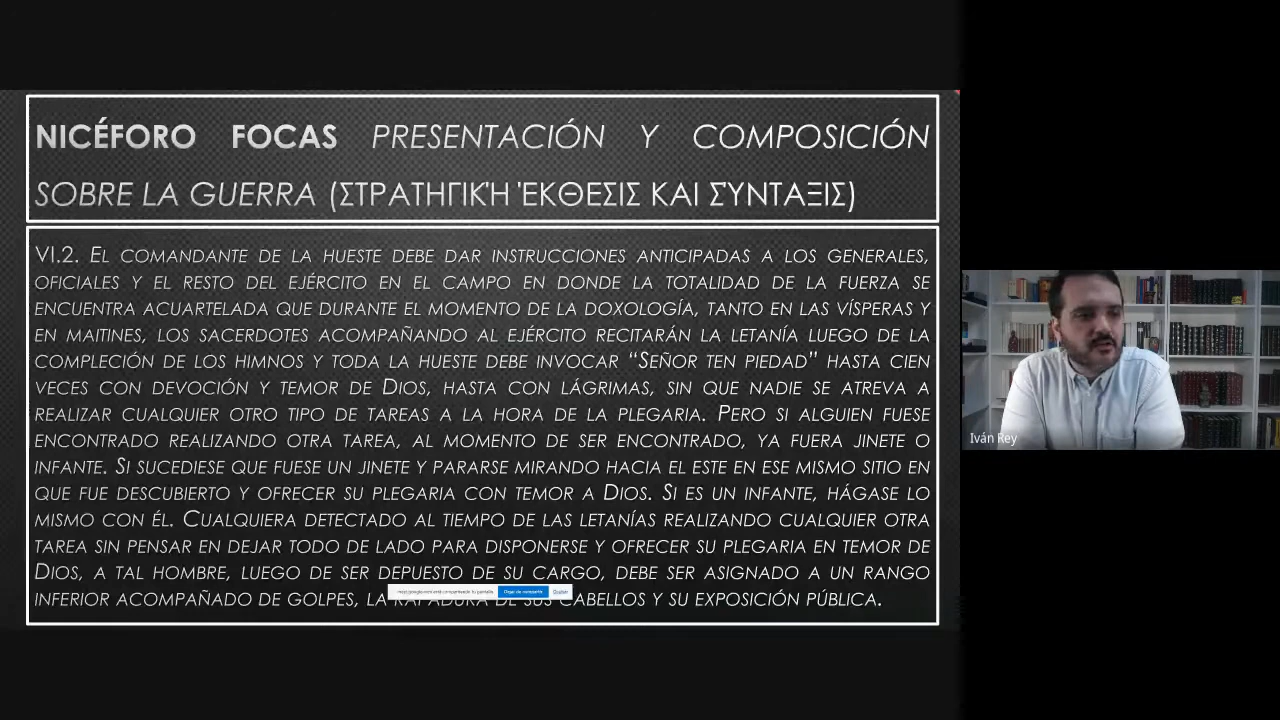 NICÉFORO FOCAS PRESENTACIÓN Y COMPOSICIÓN
SOBRE LA GUERRA (ΣΤΡΑΤΗΓΙΚῊ ἜΚΘΕΣΙΣ ΚΑΙ ΣΎΝΤΑΞΙΣ)
VI.2. EL COMANDANTE DE LA HUESTE DEBE DAR INSTRUCCIONES ANTICIPADAS A LOS GENERALES,
OFICIALES Y EL RESTO DEL EJÉRCITO EN EL CAMPO EN DONDE LA TOTALIDAD DE LA FUERZA SE
ENCUENTRA ACUARTELADA QUE DURANTE EL MOMENTO DE LA DOXOLOGÍA, TANTO EN LAS VÍSPERAS Y
EN MAITINES, LOS SACERDOTES ACOMPAÑANDO AL EJÉRCITO RECITARÁN LA LETANÍA LUEGO DE LA
COMPLECIÓN DE LOS HIMNOS Y TODA LA HUESTE DEBE INVOCAR “SEÑOR TEN PIEDAD” HASTA CIEN
VECES CON DEVOCIÓN Y TEMOR DE DIOS, HASTA CON LÁGRIMAS, SIN QUE NADIE SE ATREVA A
REALIZAR CUALQUIER OTRO TIPO DE TAREAS A LA HORA DE LA PLEGARIA. PERO SI ALGUIEN FUESE
ENCONTRADO REALIZANDO OTRA TAREA, AL MOMENTO DE SER ENCONTRADO, YA FUERA JINETE O
INFANTE. SI SUCEDIESE QUE FUESE UN JINETE Y PARARSE MIRANDO HACIA EL ESTE EN ESE MISMO SITIO EN
QUE FUE DESCUBIERTO Y OFRECER SU PLEGARIA CON TEMOR A DIOS. SI ES UN INFANTE, HÁGASE LO
MISMO CON ÉL. CUALQUIERA DETECTADO AL TIEMPO DE LAS LETANÍAS REALIZANDO CUALQUIER OTRA
TAREA SIN PENSAR EN DEJAR TODO DE LADO PARA DISPONERSE Y OFRECER SU PLEGARIA EN TEMOR DE
DIOS, A TAL HOMBRE, LUEGO DE SER DEPUESTO DE SU CARGO, DEBE SER ASIGNADO A UN RANGO
INFERIOR ACOMPAÑADO DE GOLPES, LA RAPADURA DE SUS CABELLOS Y SU EXPOSICIÓN PÚBLICA.
Dejar de compartir
Iván Rey